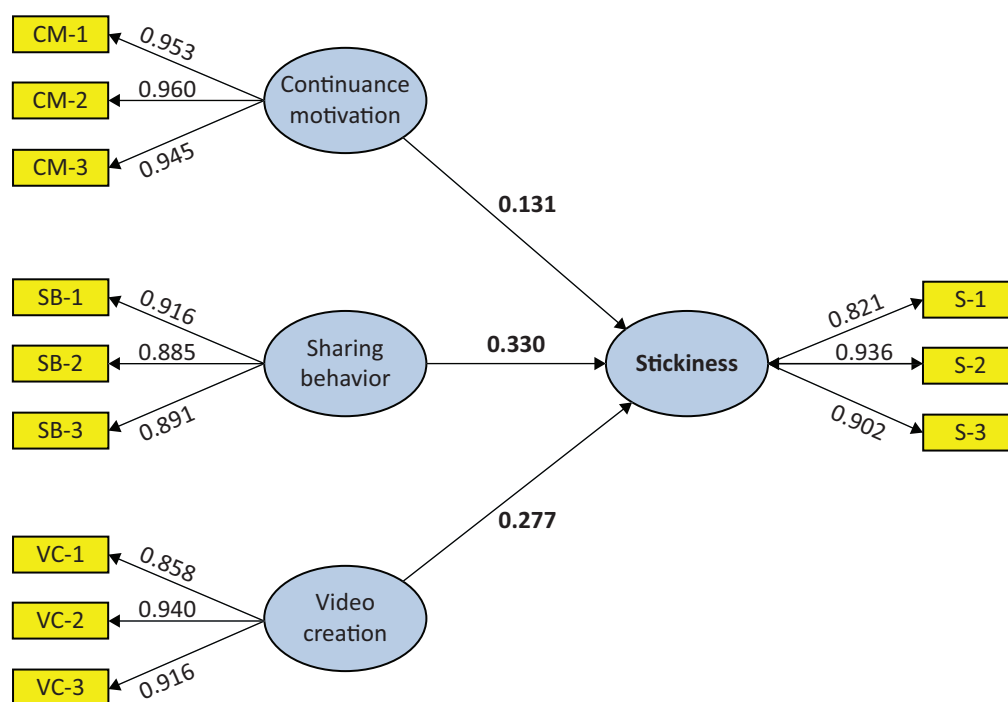 CM-1
0.953
CM-2
0.960
CM-3
0.945
Continuance
motivation
0.131
SB-1
0.916
SB-2
0.885
SB-3
0.891
Sharing
behavior
0.330
Stickiness
0.821
S-1
0.936
S-2
0.902
S-3
0.277
VC-1
0.858
VC-2
0.940
VC-3
0.916
Video
creation